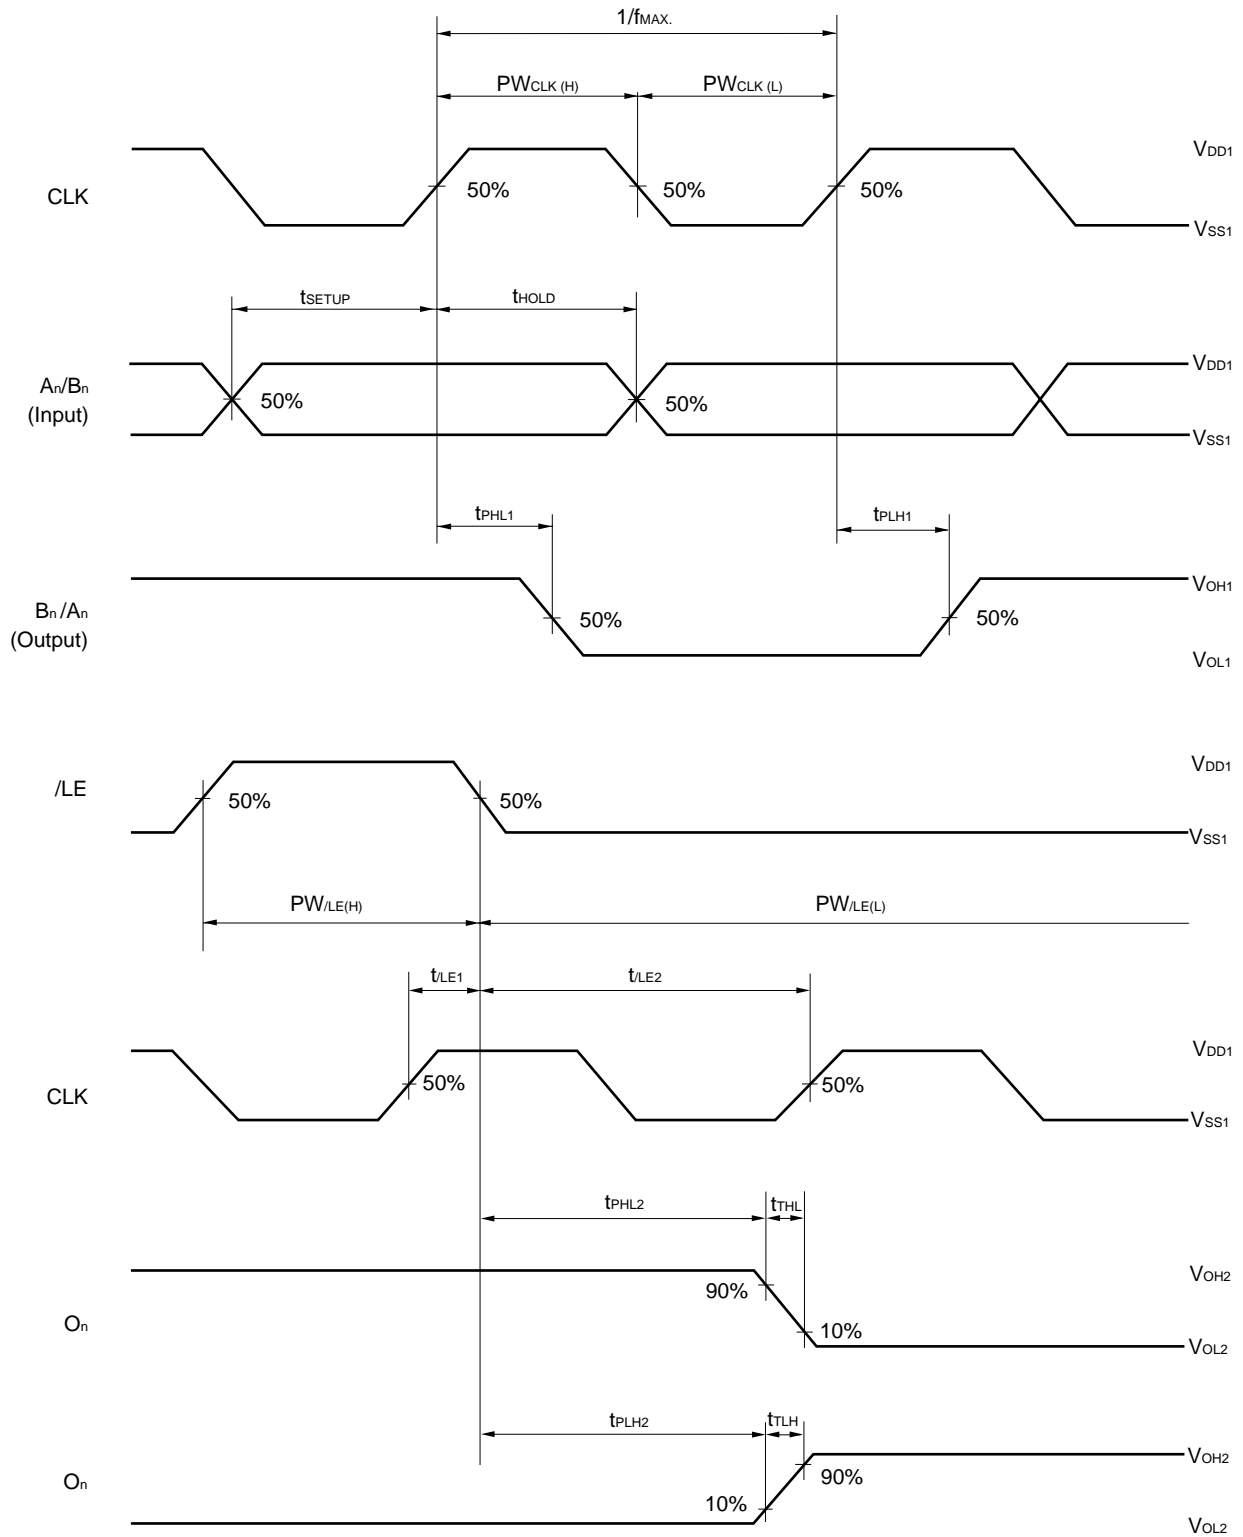 1/fMAX.
PWCLK (H) PWCLK (L)
VDD1
CLK 50% 50% 50%
VSS1
tSETUP tHOLD
VDD1
An/Bn
(Input)
50% 50%
VSS1
tPHL1 tPLH1
VOH1
Bn/An
(Output)
50% 50%
VOL1
VDD1
/LE 50% 50%
VSS1
PW/LE(H) PW/LE(L)
t/LE1 t/LE2
VDD1
CLK 50% 50%
VSS1
tPHL2 tTHL
VOH2
90%
On 10%
VOL2
tPLH2 tTLH
VOH2
On 90%
10%
VOL2